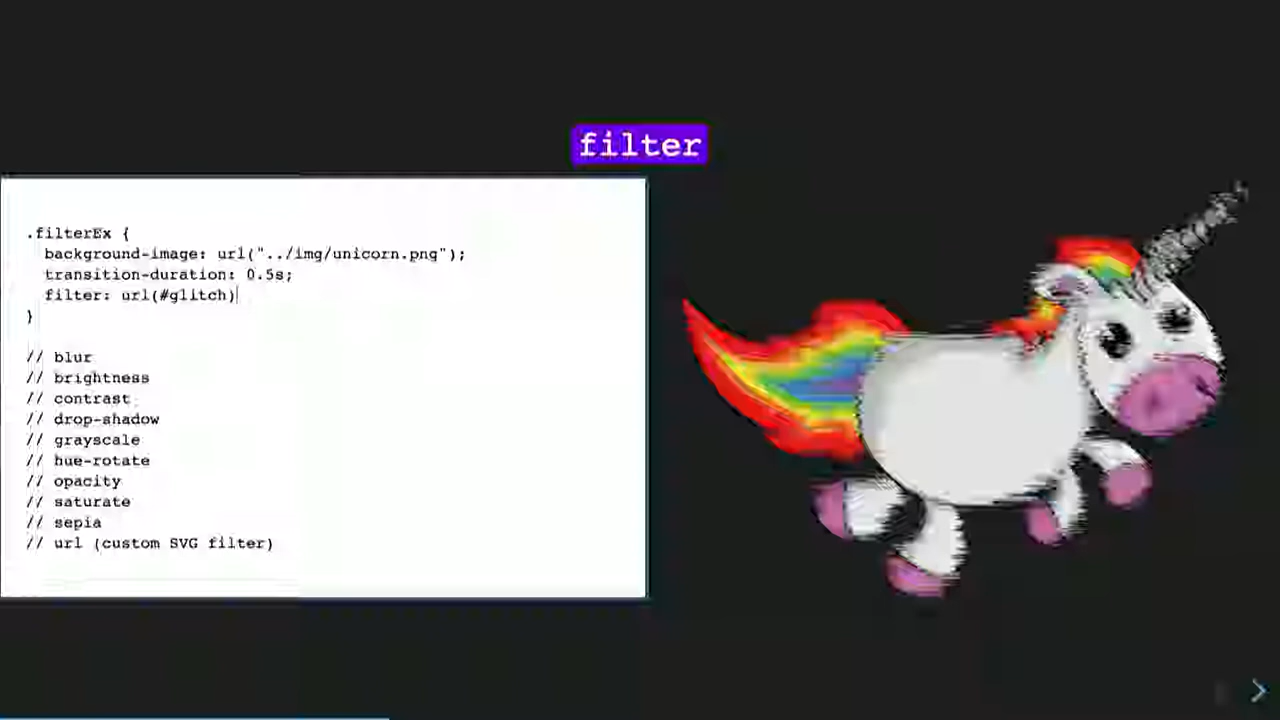 filter
.filterEx {
background-image: url("../img/unicorn.png");
transition-duration: 0.5s;
filter: url(#glitch)
}
// blur
// brightness
// contrast
// drop-shadow
// grayscale
// hue-rotate
// opacity
// saturate
// sepia
// url (custom SVG filter)